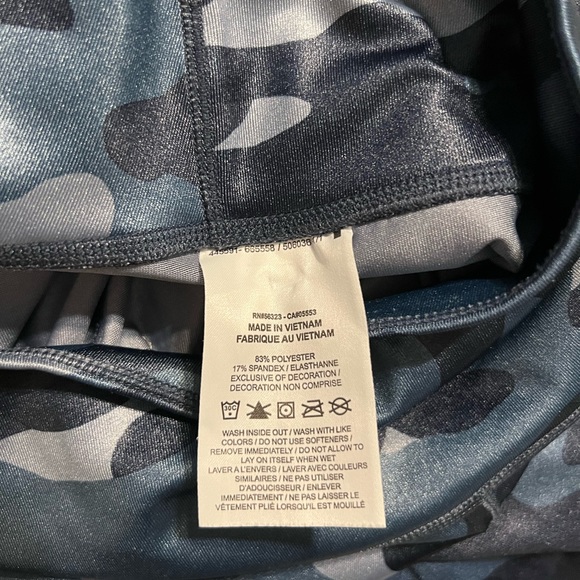 RN#56323 - CA#05553
MADE IN VIETNAM
FABRIQUE AU VIETNAM
83% POLYESTER
17% SPANDEX / ELASTHANNE
EXCLUSIVE OF DECORATION /
DECORATION NON COMPRISE
30C
WASH INSIDE OUT / WASH WITH LIKE
COLORS / DO NOT USE SOFTENERS /
REMOVE IMMEDIATELY / DO NOT ALLOW TO
LAY ON ITSELF WHEN WET
LAVER A L'ENVERS / LAVER AVEC COULEURS
SIMILAIRES / NE PAS UTILISER
D'ADOUCISSEUR / ENLEVER
IMMÉDIATEMENT / NE PAS LAISSER LE
VÊTEMENT PLIÉ LORSQU'IL EST MOUILLÉ